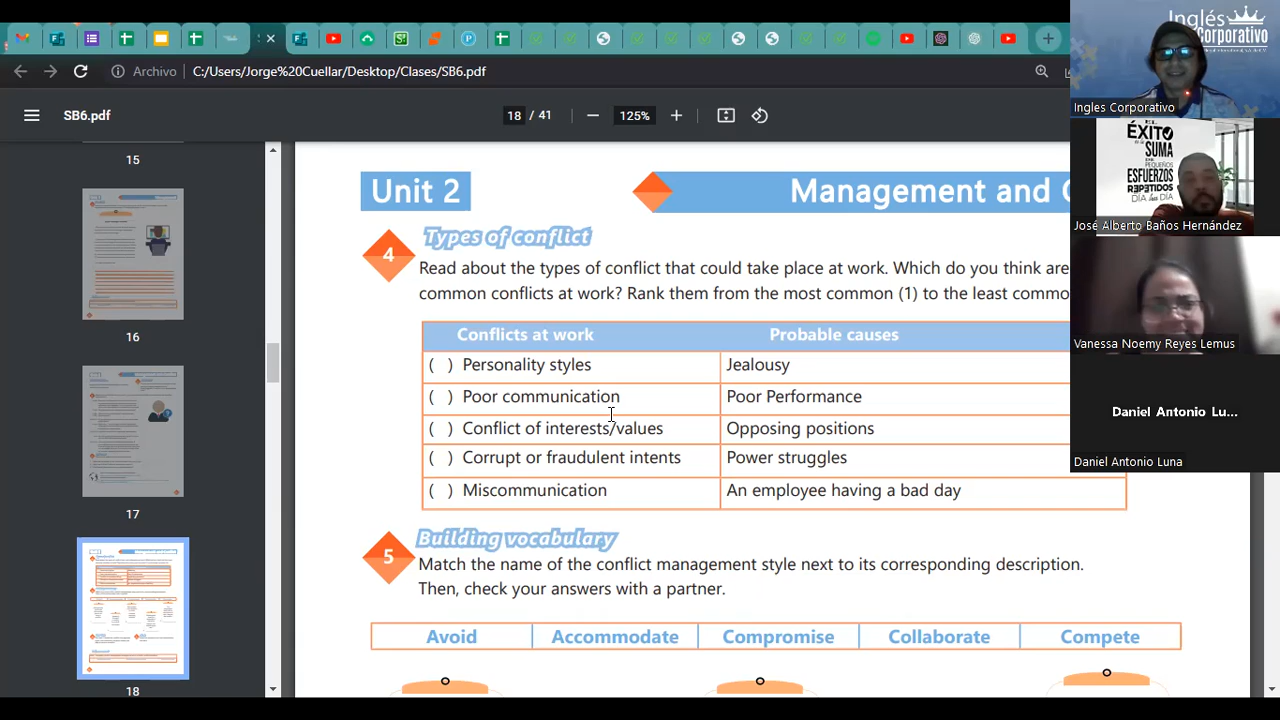 Archivo C:/Users/Jorge%20Cuellar/Desktop/Clases/SB6.pdf
SB6.pdf
18 / 41
125%
15
16
17
18
Unit 2
Management and
4
Types of conflict
Read about the types of conflict that could take place at work. Which do you think are
common conflicts at work? Rank them from the most common (1) to the least commo
Conflicts at work Probable causes
( ) Personality styles Jealousy
( ) Poor communication Poor Performance
( ) Conflict of interests/values Opposing positions
( ) Corrupt or fraudulent intents Power struggles
( ) Miscommunication An employee having a bad day
5
Building vocabulary
Match the name of the conflict management style next to its corresponding description.
Then, check your answers with a partner.
Avoid Accommodate Compromise Collaborate Compete
Inglés
Corporativo
Ingles Corporativo
EL
ÉXITO
SUMA
PEQUEÑOS
ESFUERZOS
REPETIDOS
DÍA tras DÍA
José Alberto Baños Hernández
Vanessa Noemy Reyes Lemus
Daniel Antonio Lu...
Daniel Antonio Luna